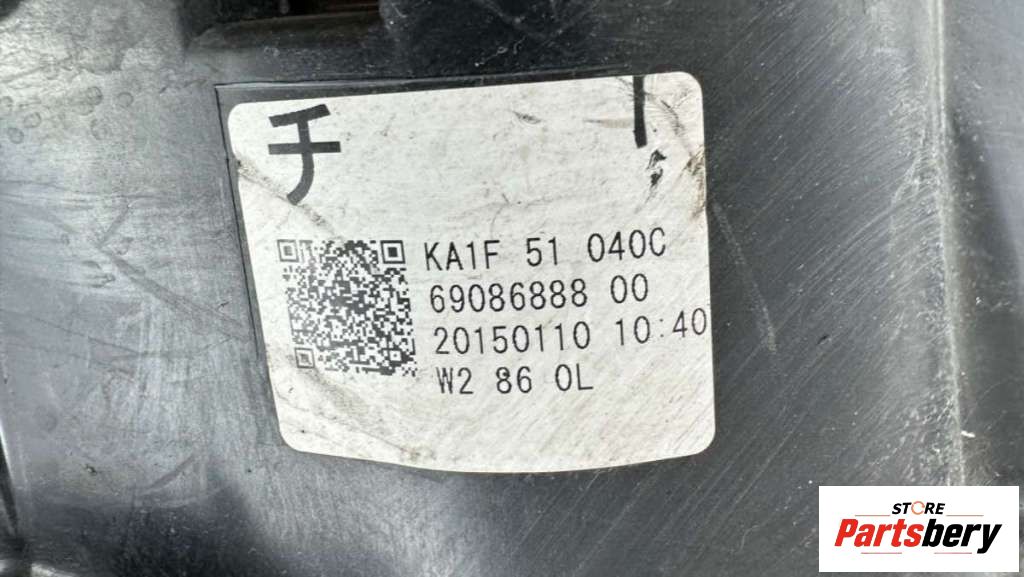 チ
KA1F 51 040C
69086888 00
20150110 10:40
W2 86 0L
STORE
Partsbery